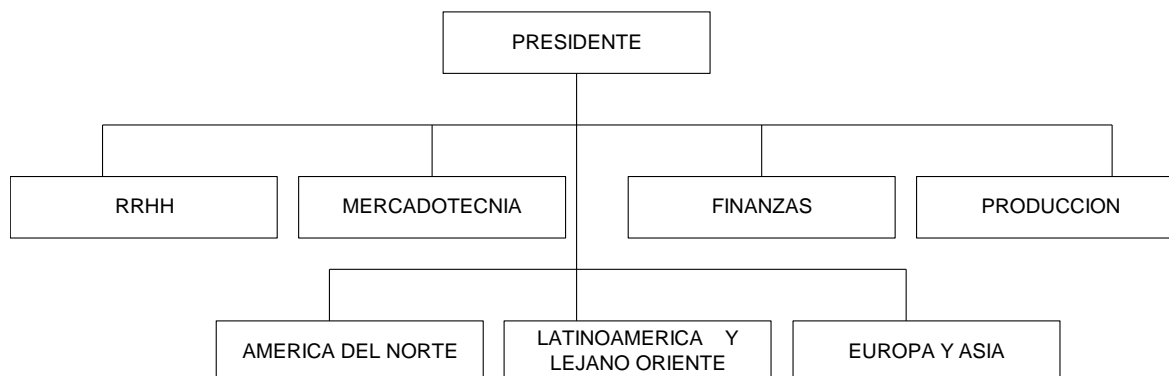 PRESIDENTE
RRHH
MERCADOTECNIA
FINANZAS
PRODUCCION
AMERICA DEL NORTE
LATINOAMERICA Y
LEJANO ORIENTE
EUROPA Y ASIA